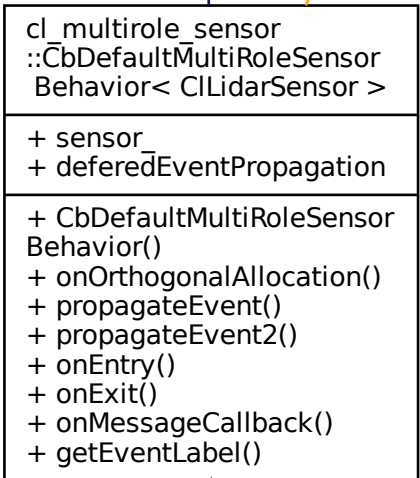 cl_multirole_sensor
::CbDefaultMultiRoleSensor
Behavior< ClLidarSensor >
+ sensor_
+ deferedEventPropagation
+ CbDefaultMultiRoleSensor
Behavior()
+ onOrthogonalAllocation()
+ propagateEvent()
+ propagateEvent2()
+ onEntry()
+ onExit()
+ onMessageCallback()
+ getEventLabel()